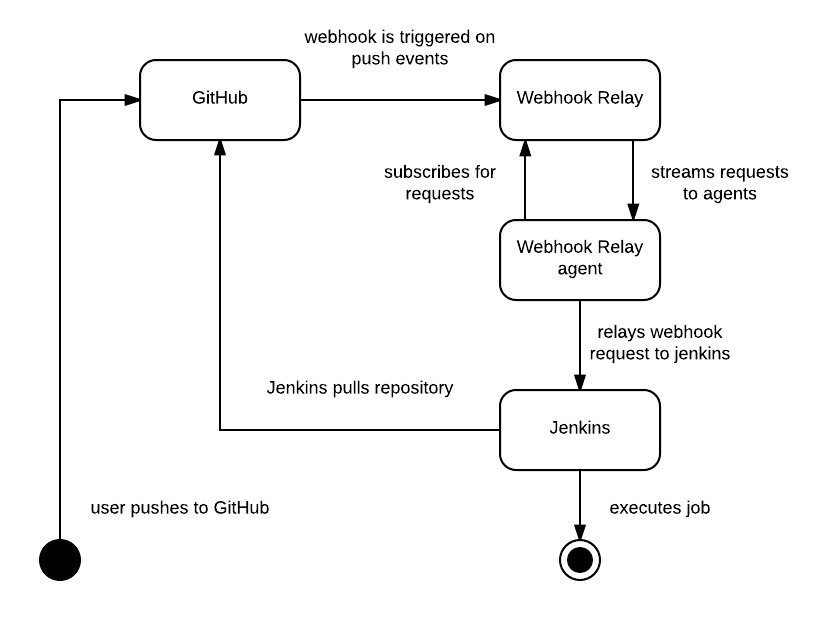 webhook is triggered on
push events
GitHub
Webhook Relay
subscribes for
requests
streams requests
to agents
Webhook Relay
agent
relays webhook
request to jenkins
Jenkins pulls repository
Jenkins
user pushes to GitHub
executes job